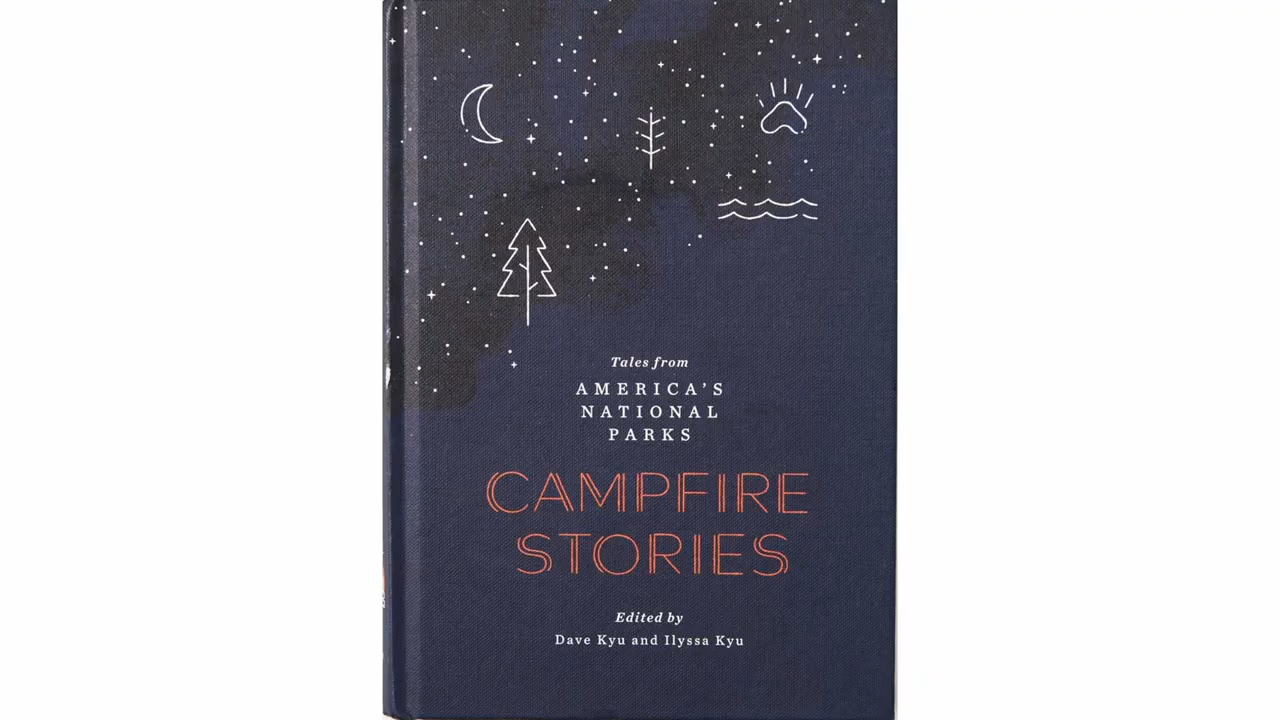 Tales from
AMERICA'S
NATIONAL
PARKS
CAMPFIRE
STORIES
Edited by
Dave Kyu and Ilyssa Kyu